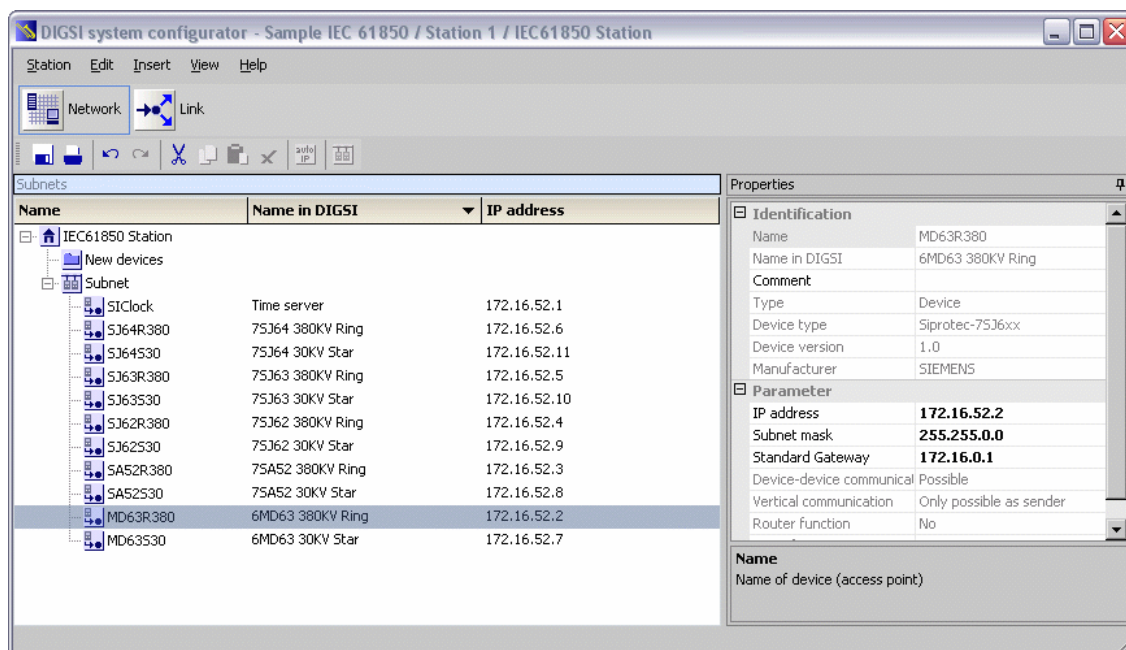 DIGSI system configurator - Sample IEC 61850 / Station 1 / IEC61850 Station
Station Edit Insert View Help
Network Link
auto IP
Subnets
Name Name in DIGSI IP address
IEC61850 Station
New devices
Subnet
SIClock Time server 172.16.52.1
SJ64R380 7SJ64 380KV Ring 172.16.52.6
SJ64S30 7SJ64 30KV Star 172.16.52.11
SJ63R380 7SJ63 380KV Ring 172.16.52.5
SJ63S30 7SJ63 30KV Star 172.16.52.10
SJ62R380 7SJ62 380KV Ring 172.16.52.4
SJ62S30 7SJ62 30KV Star 172.16.52.9
SA52R380 7SA52 380KV Ring 172.16.52.3
SA52S30 7SA52 30KV Star 172.16.52.8
MD63R380 6MD63 380KV Ring 172.16.52.2
MD63S30 6MD63 30KV Star 172.16.52.7
Properties
Identification
Name MD63R380
Name in DIGSI 6MD63 380KV Ring
Comment
Type Device
Device type Siprotec-7SJ6xx
Device version 1.0
Manufacturer SIEMENS
Parameter
IP address 172.16.52.2
Subnet mask 255.255.0.0
Standard Gateway 172.16.0.1
Device-device communical Possible
Vertical communication Only possible as sender
Router function No
Name
Name of device (access point)